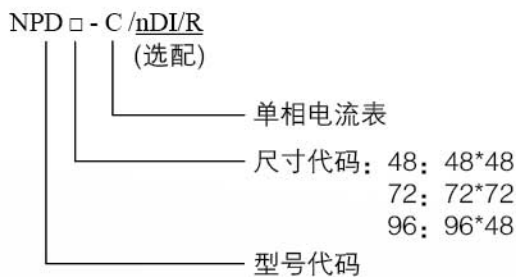 NPD □ - C /nDI/R
(选配)
单相电流表
尺寸代码：48：48*48
72：72*72
96：96*48
型号代码